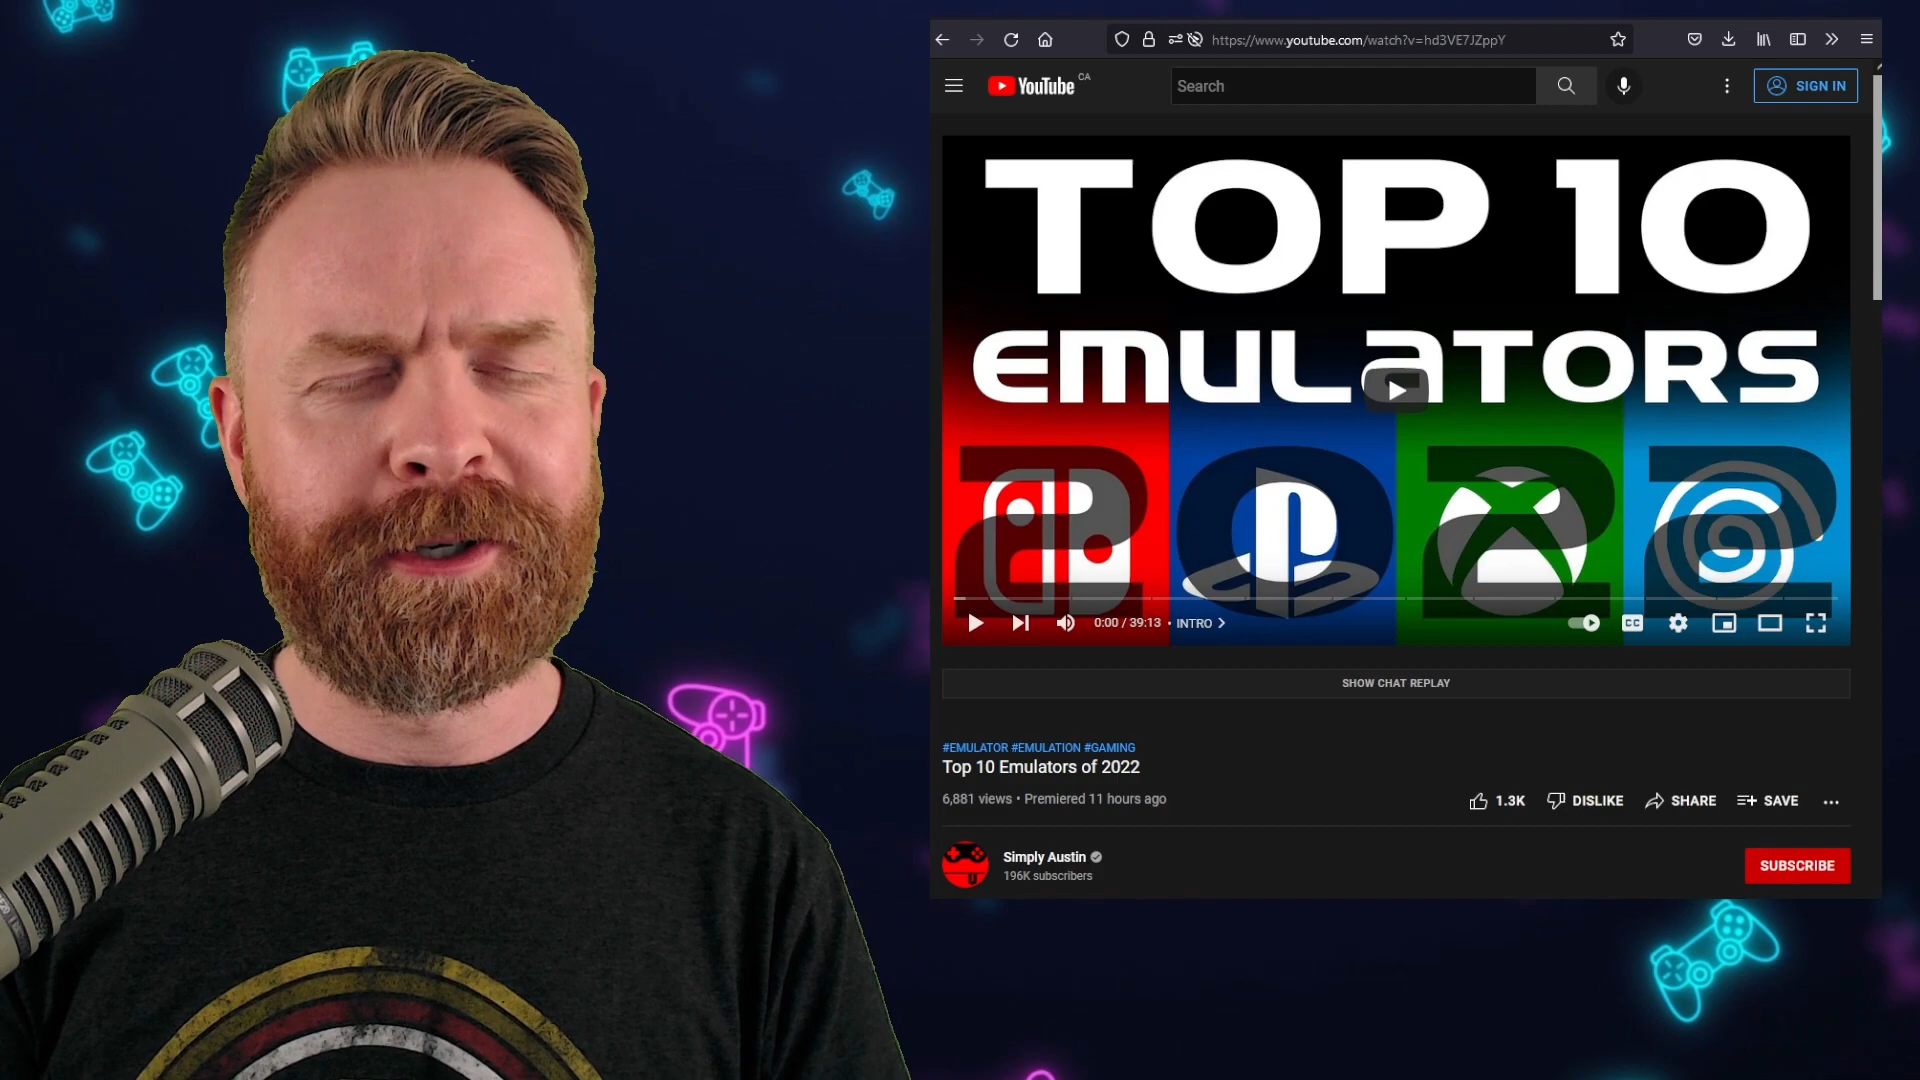 https://www.youtube.com/watch?v=hd3VE7JZppY
YouTube CA
Search
SIGN IN
TOP 10
EMULATORS
2022
0:00 / 39:13 • INTRO
CC
SHOW CHAT REPLAY
#EMULATOR #EMULATION #GAMING
Top 10 Emulators of 2022
6,881 views • Premiered 11 hours ago
1.3K DISLIKE SHARE SAVE
Simply Austin
196K subscribers
SUBSCRIBE